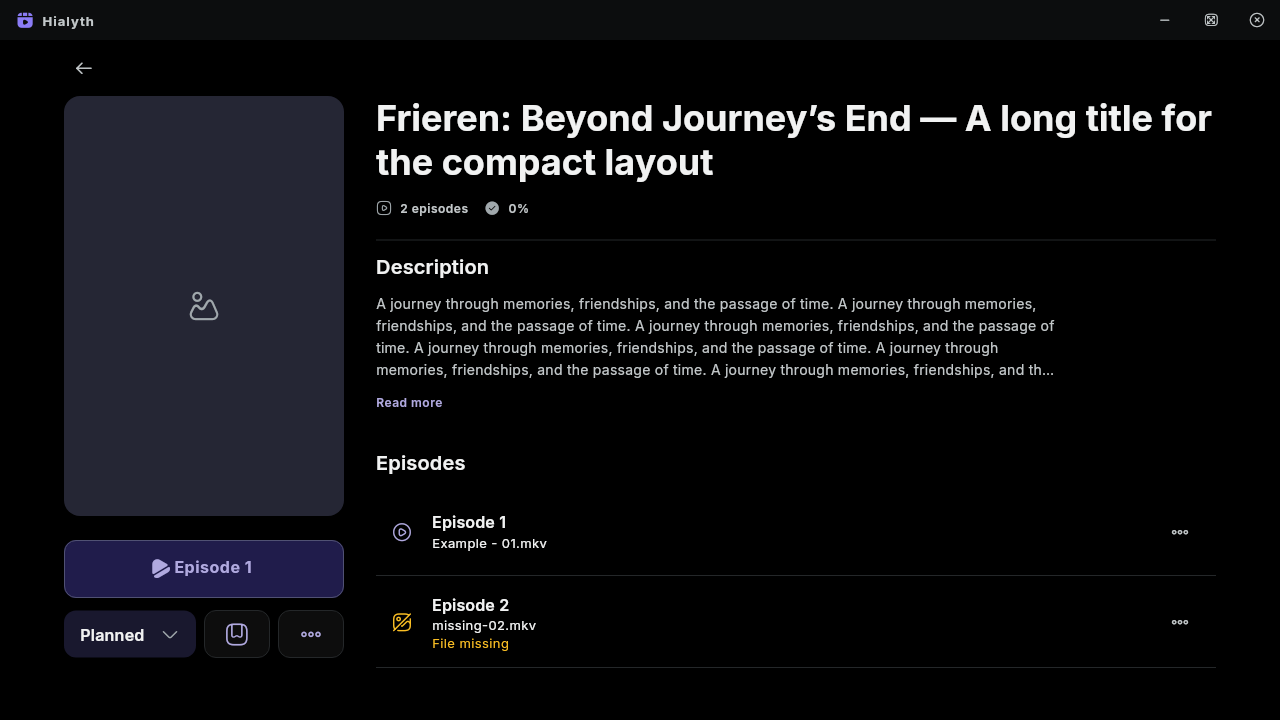 Hialyth
Frieren: Beyond Journey’s End — A long title for
the compact layout
2 episodes 0%
Description
A journey through memories, friendships, and the passage of time. A journey through memories,
friendships, and the passage of time. A journey through memories, friendships, and the passage of
time. A journey through memories, friendships, and the passage of time. A journey through
memories, friendships, and the passage of time. A journey through memories, friendships, and th...
Read more
Episodes
Episode 1
Example - 01.mkv
Episode 2
missing-02.mkv
File missing
Episode 1
Planned